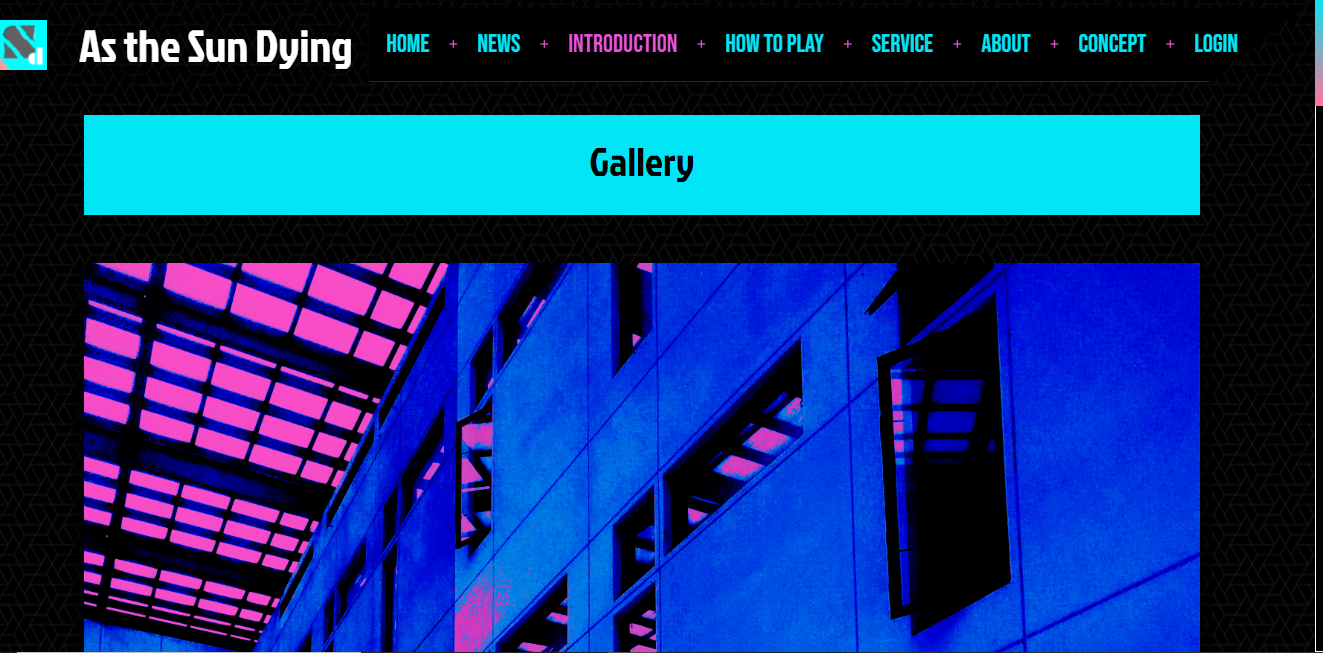 As the Sun Dying
HOME + NEWS + INTRODUCTION + HOW TO PLAY + SERVICE + ABOUT + CONCEPT + LOGIN
Gallery